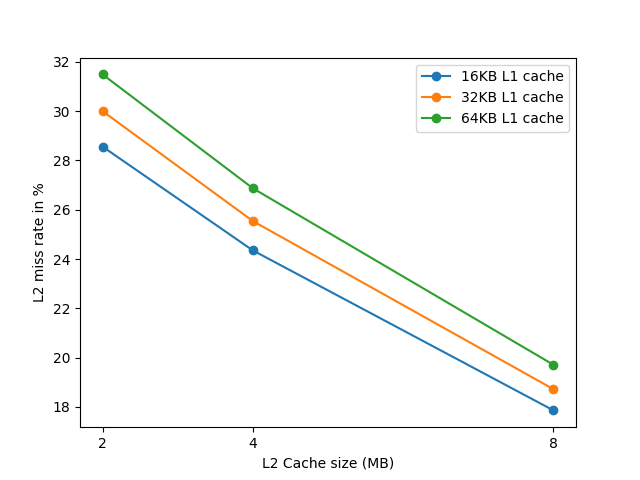 32
30
28
26
24
22
20
18
L2 miss rate in %
16KB L1 cache
32KB L1 cache
64KB L1 cache
2
4
8
L2 Cache size (MB)